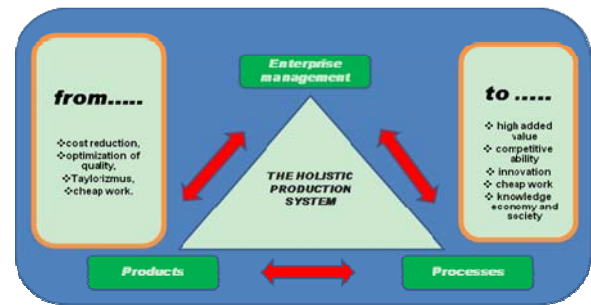 Enterprise
management
from.....
❖cost reduction,
❖optimization of
quality,
❖Taylorizmus,
❖cheap work.
THE HOLISTIC
PRODUCTION
SYSTEM
to .....
❖ high added
value
❖ competitive
ability
❖ innovation
❖ cheap work
❖ knowledge
economy and
society
Products
Processes